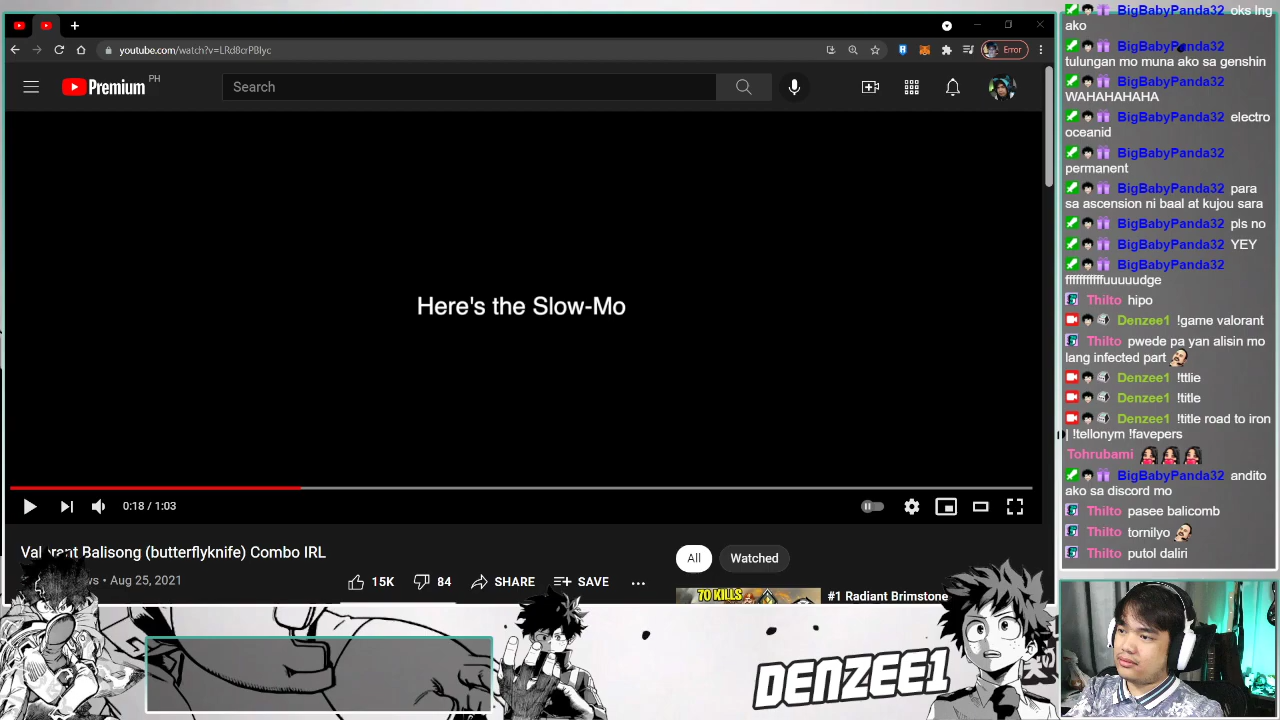 youtube.com/watch?v=LRd8crPBlyc
Error
Premium PH
Search
Here's the Slow-Mo
0:18 / 1:03
Valorant Balisong (butterflyknife) Combo IRL
• Aug 25, 2021
15K
84
SHARE
SAVE
All
Watched
70 KILLS
#1 Radiant Brimstone
BigBabyPanda32 oks lng
ako
BigBabyPanda32
tulungan mo muna ako sa genshin
BigBabyPanda32
WAHAHAHAHA
BigBabyPanda32 electro
oceanid
BigBabyPanda32
permanent
BigBabyPanda32 para
sa ascension ni baal at kujou sara
BigBabyPanda32 pls no
BigBabyPanda32 YEY
BigBabyPanda32
ffffffffffuuuuudge
Thilto hipo
Denzee1 !game valorant
Thilto pwede pa yan alisin mo
lang infected part
Denzee1 !ttlie
Denzee1 !title
Denzee1 !title road to iron
| !tellonym !favepers
Tohrubami
BigBabyPanda32 andito
ako sa discord mo
Thilto pasee balicomb
Thilto tornilyo
Thilto putol daliri
DENZEE1